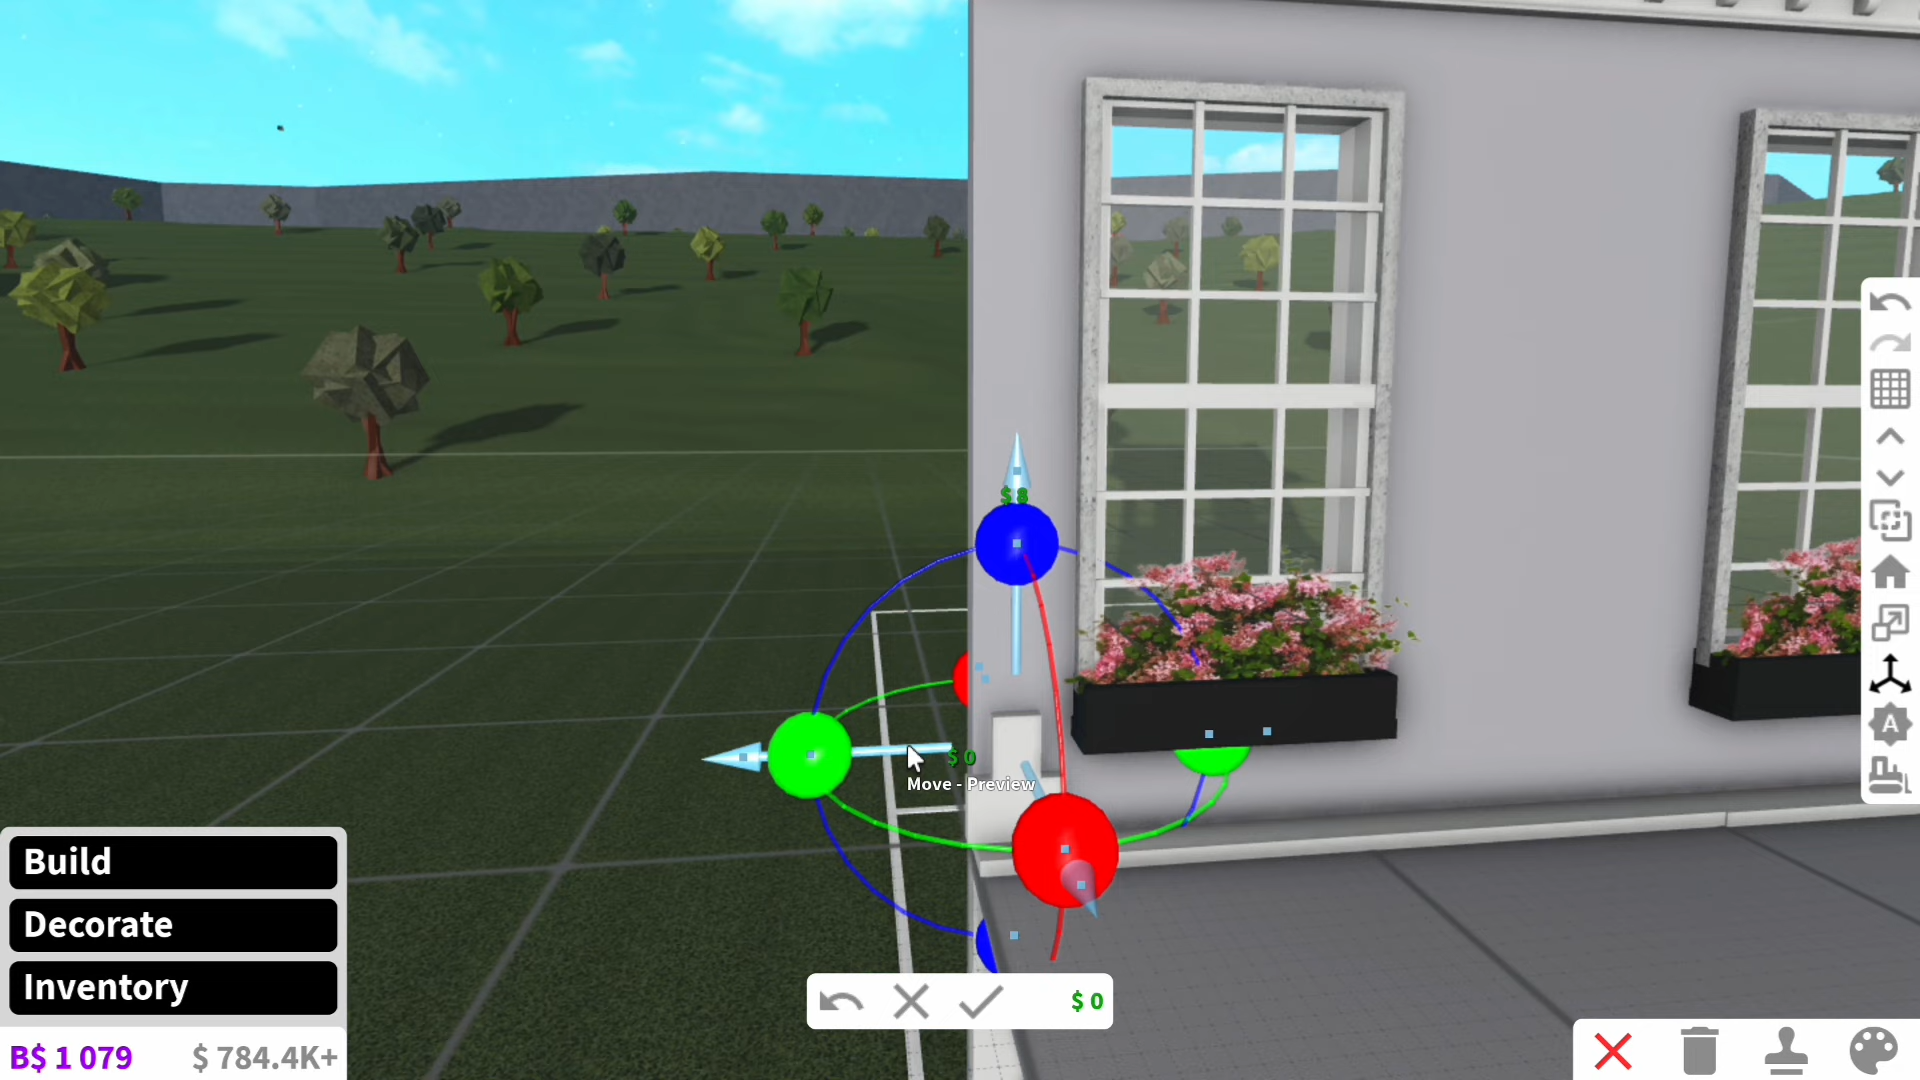 $ 8
$ 0
Move - Preview
A
Build
Decorate
Inventory
$ 0
B$ 1 079 $ 784.4K+